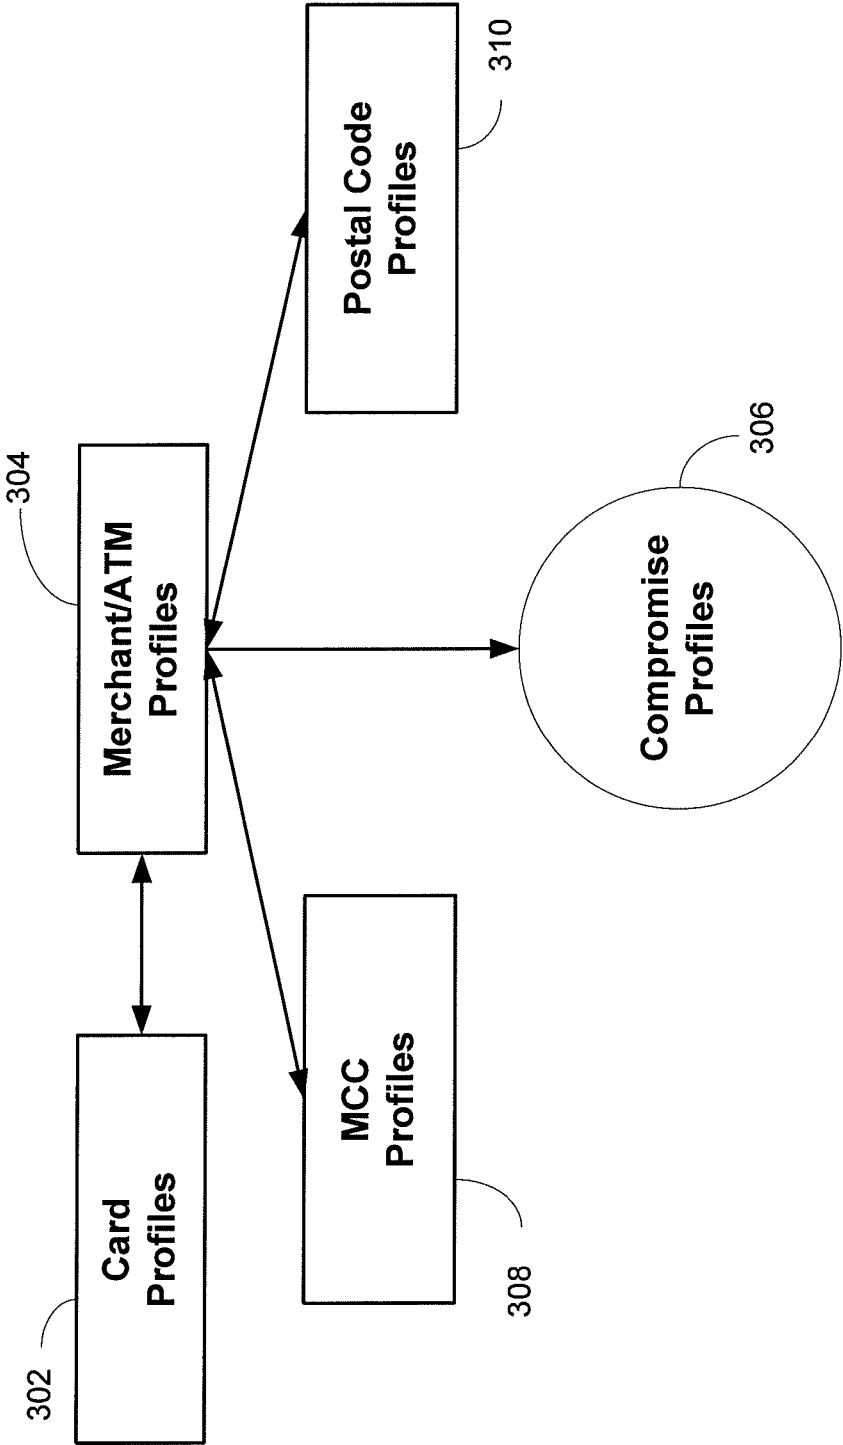 302
Card
Profiles
304
Merchant/ATM
Profiles
308
MCC
Profiles
310
Postal Code
Profiles
306
Compromise
Profiles